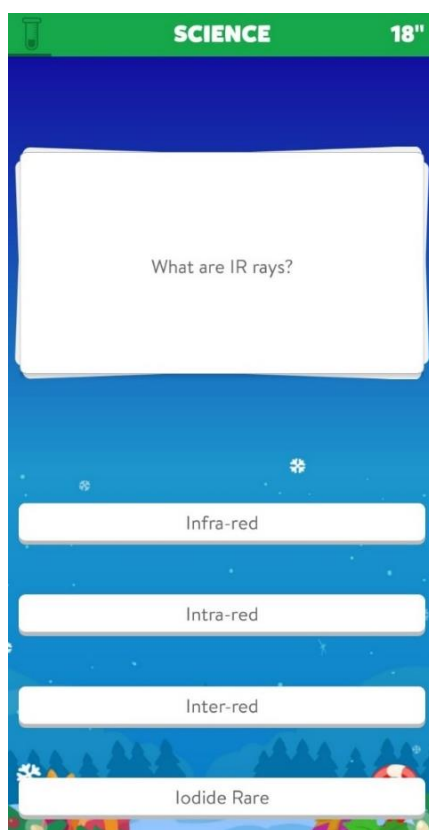 SCIENCE 18"
What are IR rays?
Infra-red
Intra-red
Inter-red
Iodide Rare